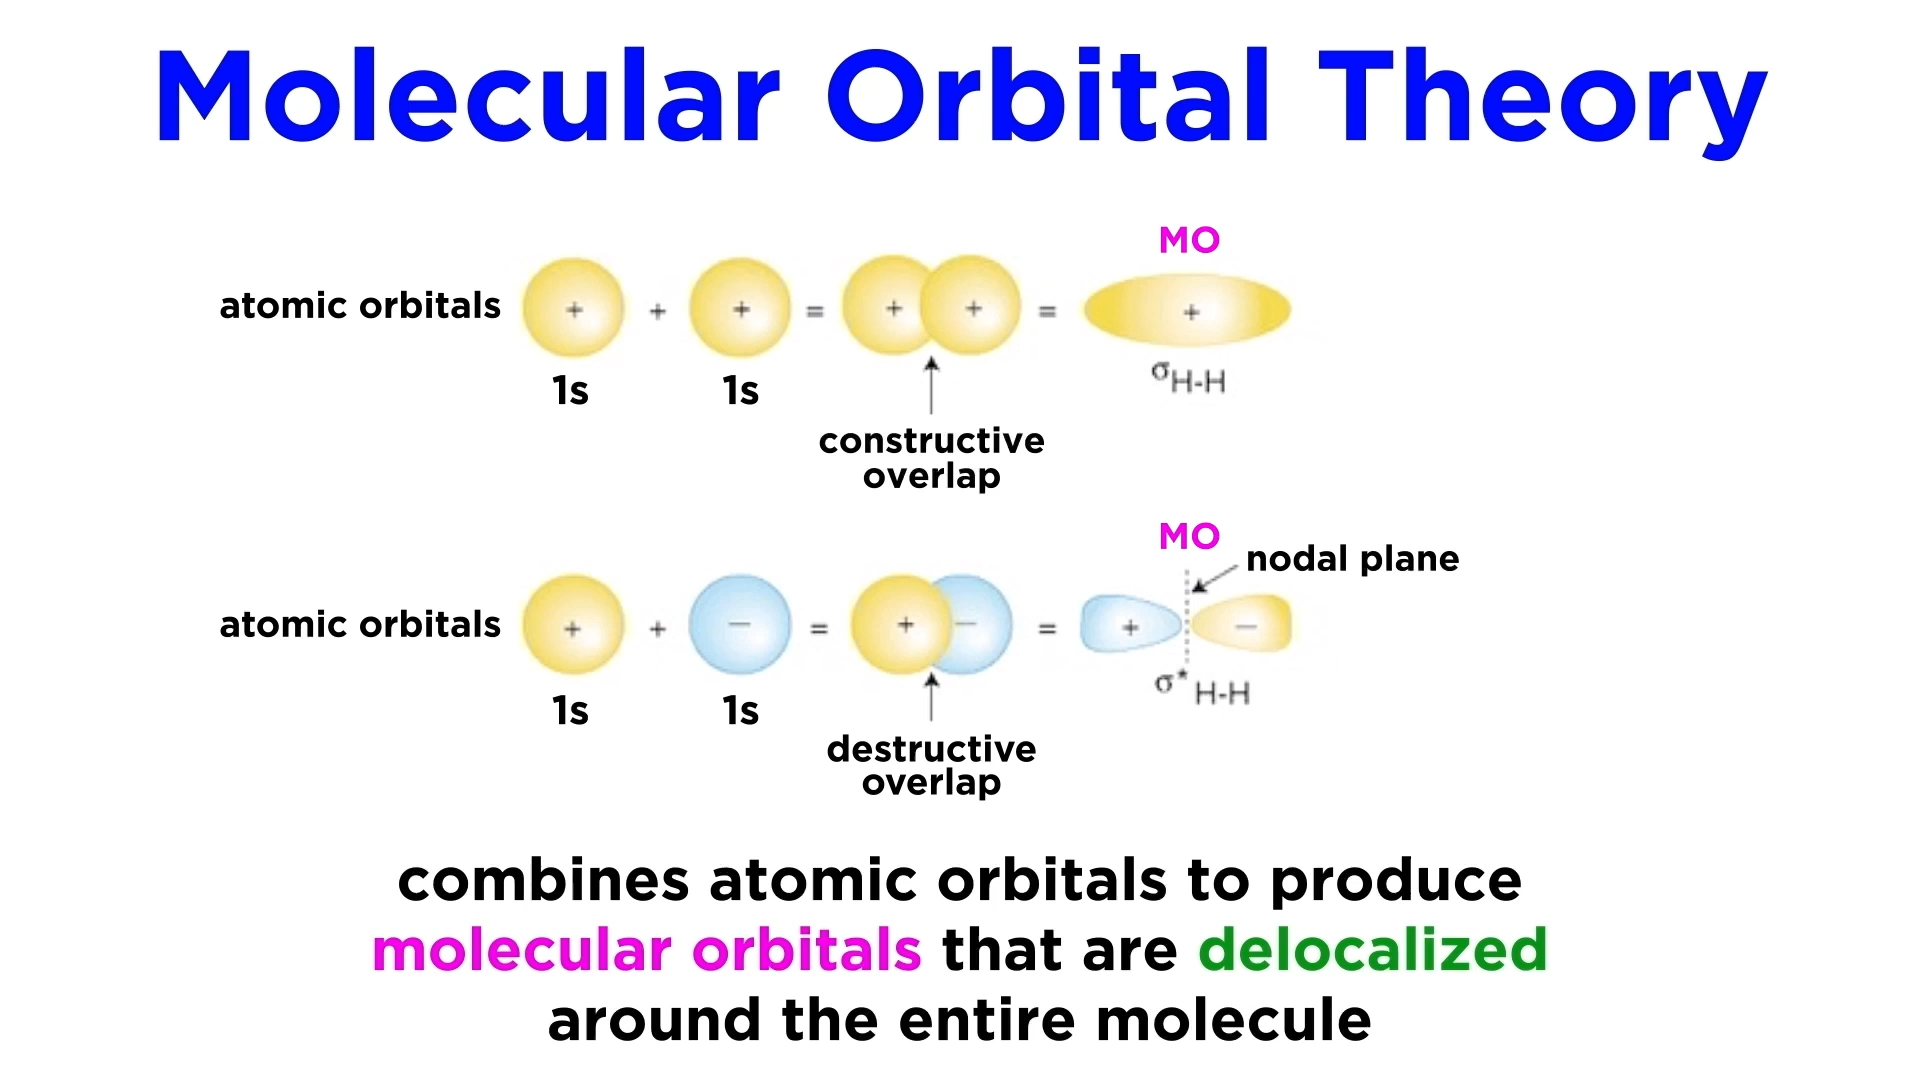 Molecular Orbital Theory
MO
atomic orbitals + + + = + + = +
1s 1s σH-H
constructive
overlap
MO
nodal plane
atomic orbitals + + − = + − = + −
1s 1s σ* H-H
destructive
overlap
combines atomic orbitals to produce
molecular orbitals that are delocalized
around the entire molecule